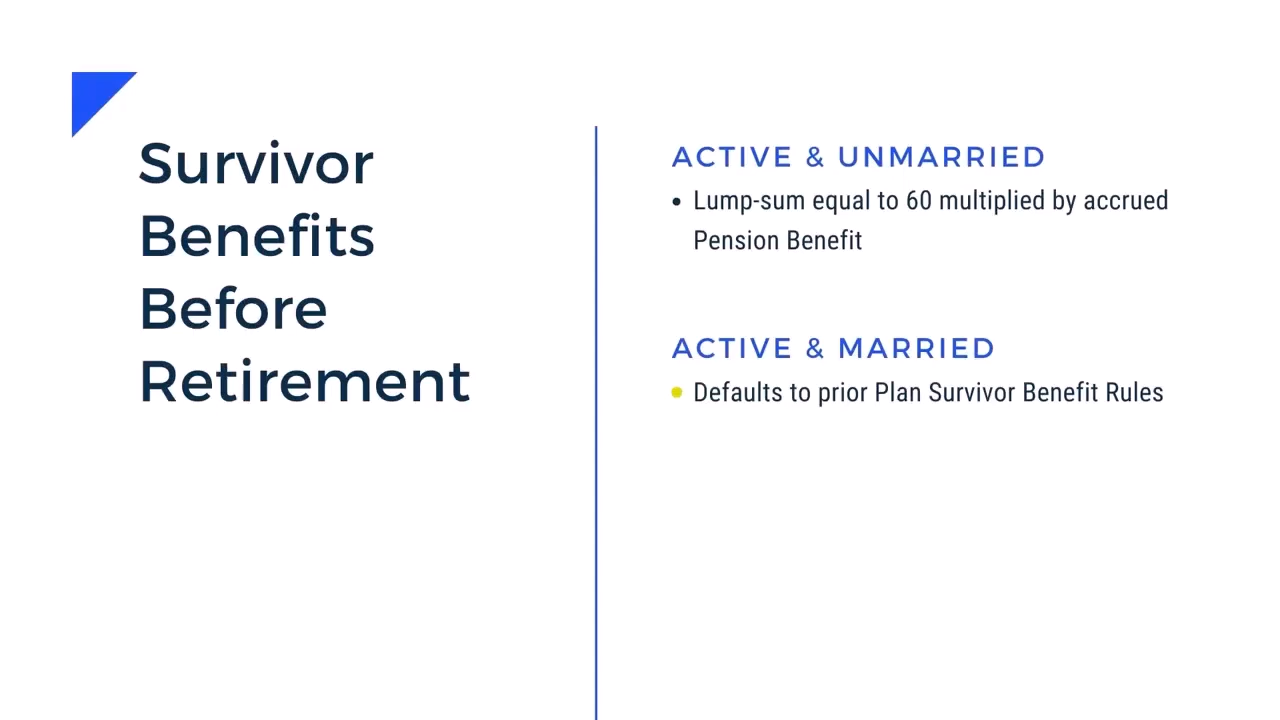 Survivor
Benefits
Before
Retirement
ACTIVE & UNMARRIED
• Lump-sum equal to 60 multiplied by accrued
Pension Benefit
ACTIVE & MARRIED
• Defaults to prior Plan Survivor Benefit Rules